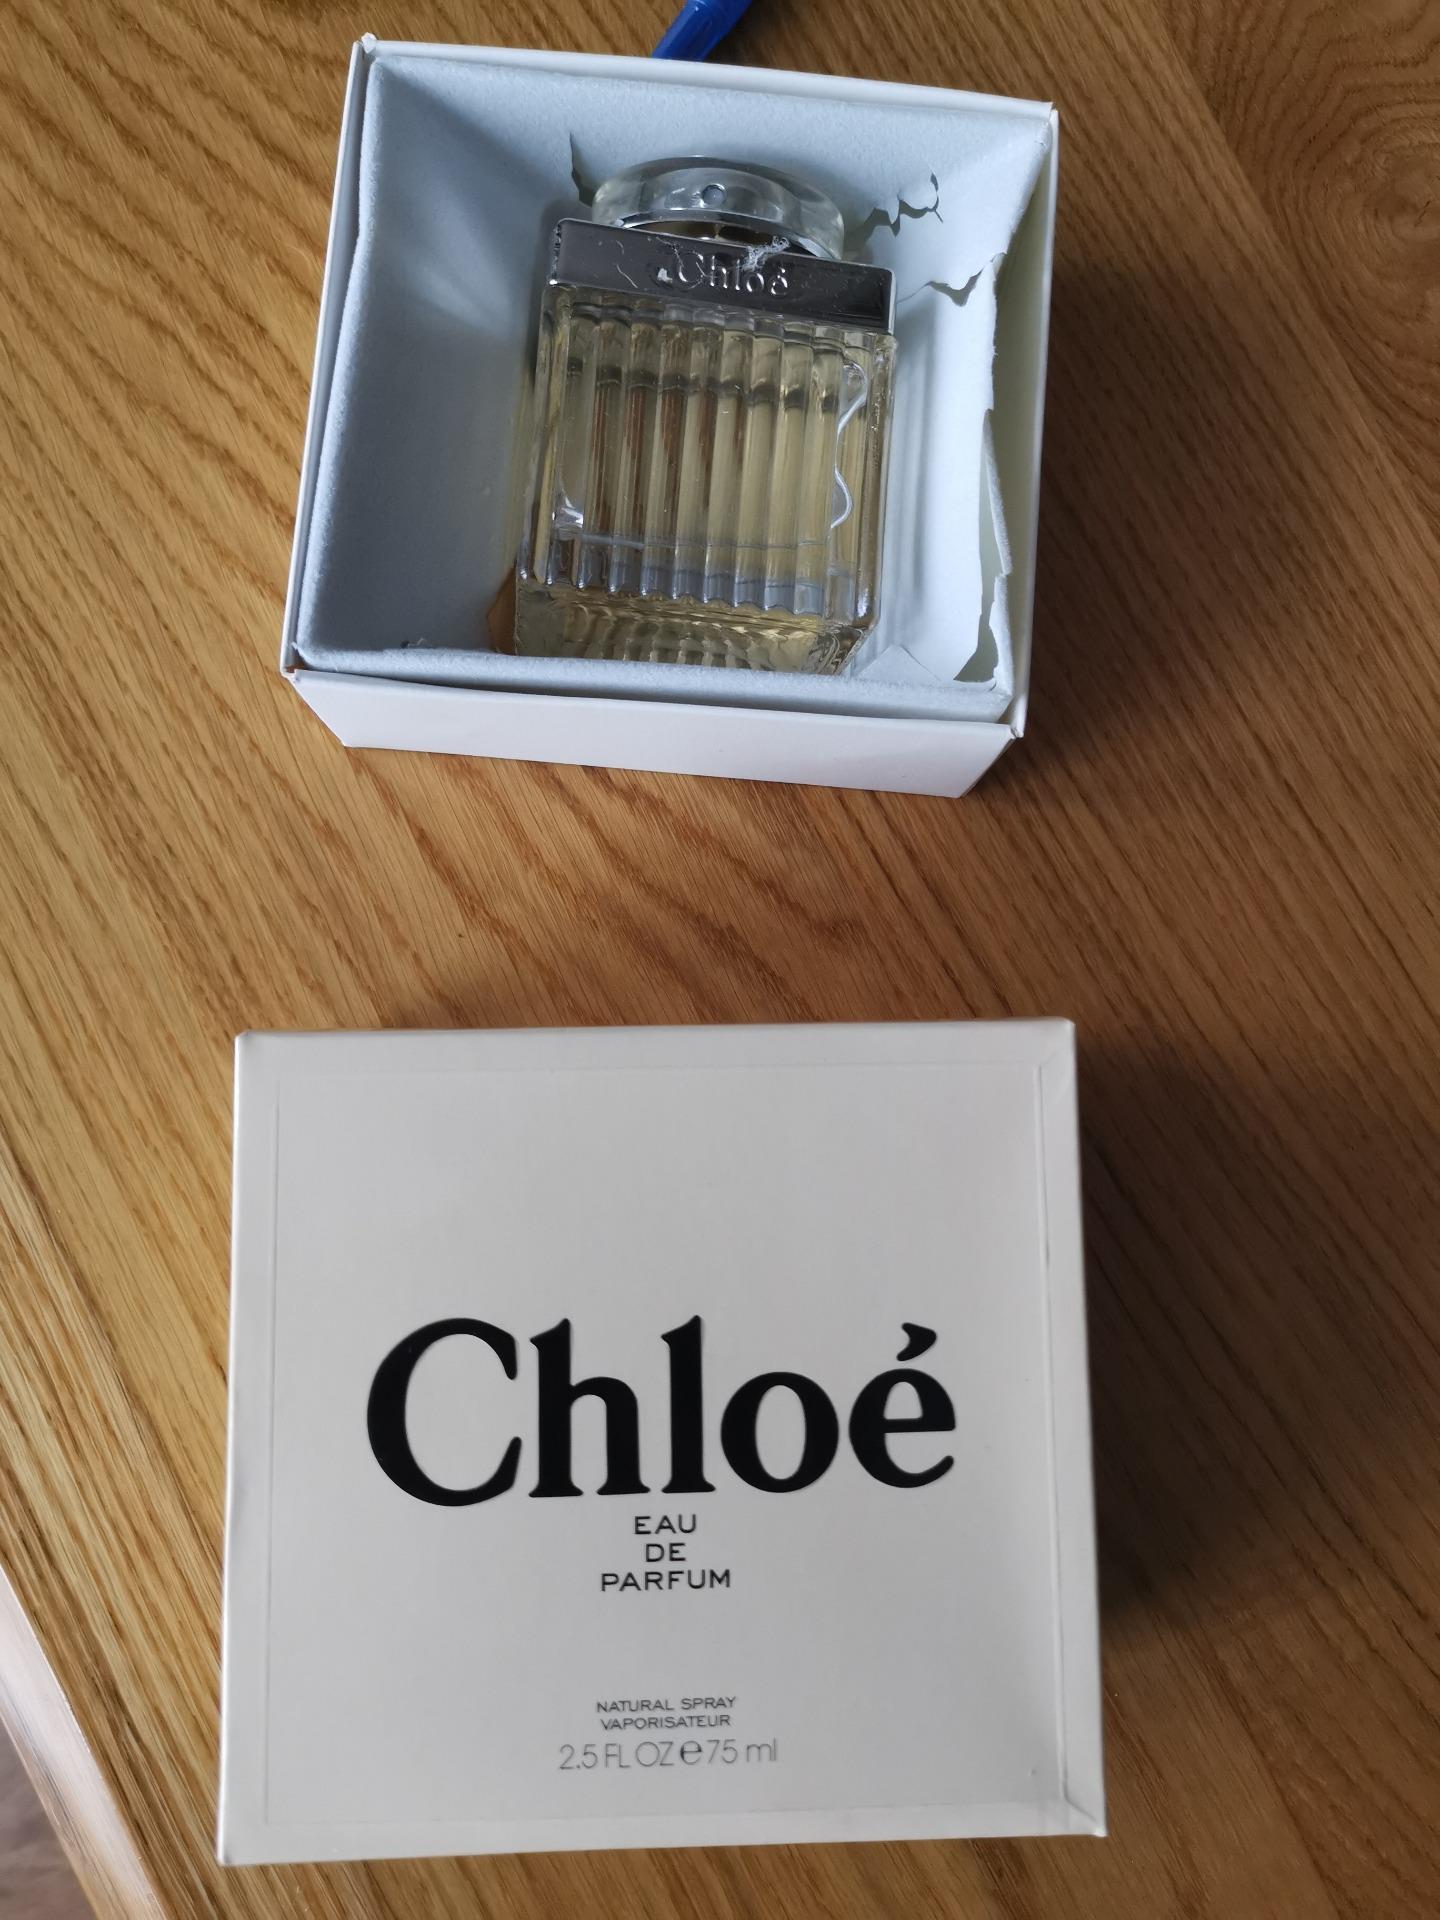 Chloé
Chloé
EAU
DE
PARFUM
NATURAL SPRAY
VAPORISATEUR
2.5 FL OZ ℮ 75 ml